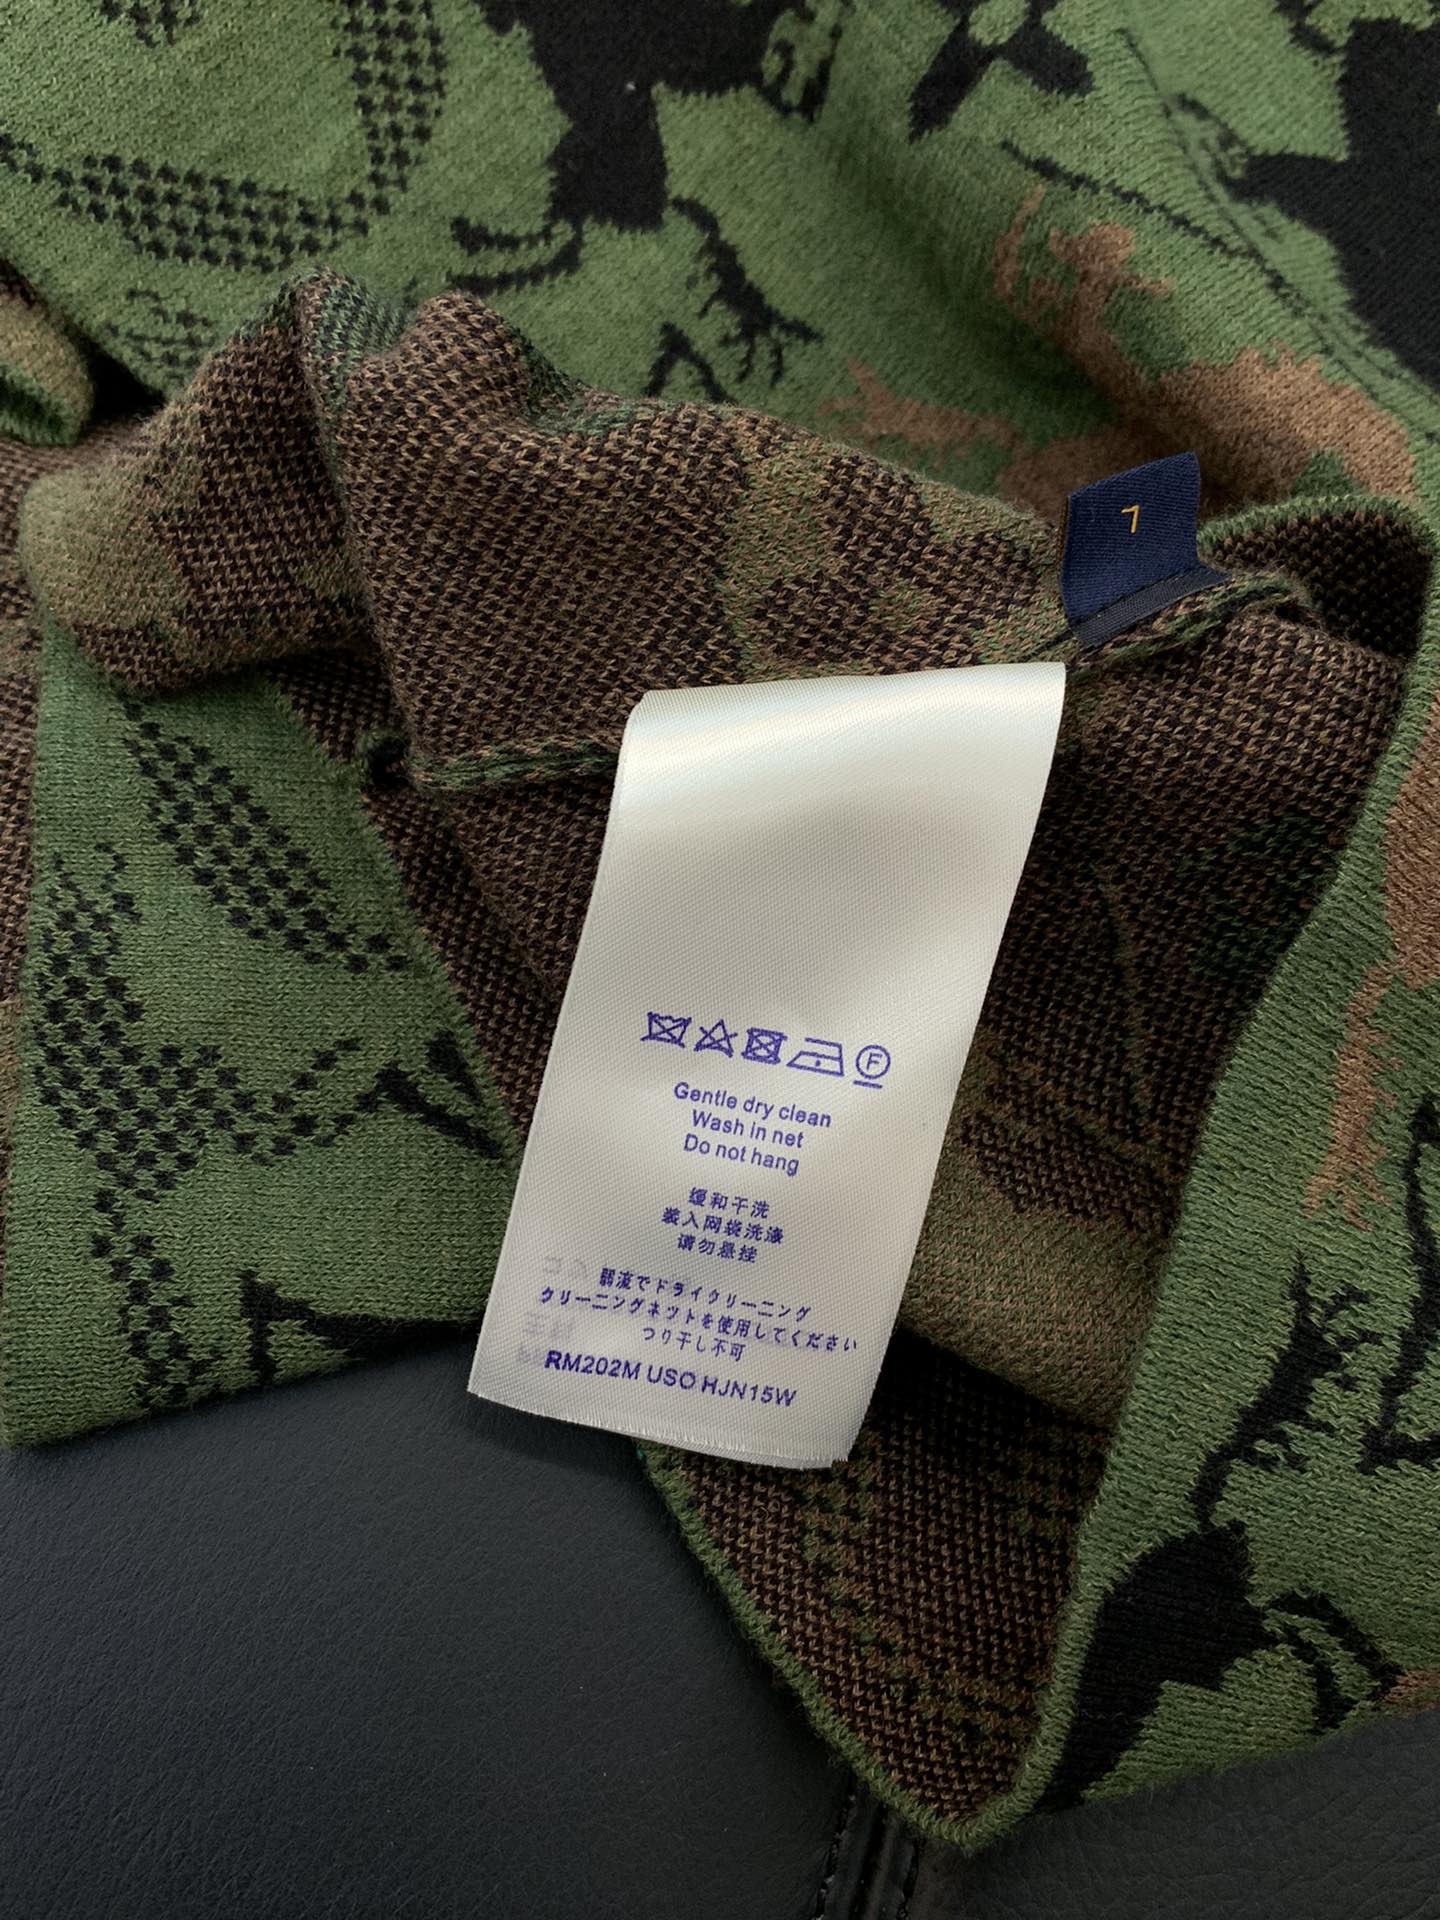 L
F
Gentle dry clean
Wash in net
Do not hang
缓和干洗
装入网袋洗涤
请勿悬挂
弱流でドライクリーニング
クリーニングネットを使用してください
つり干し不可
RM202M USO HJN15W